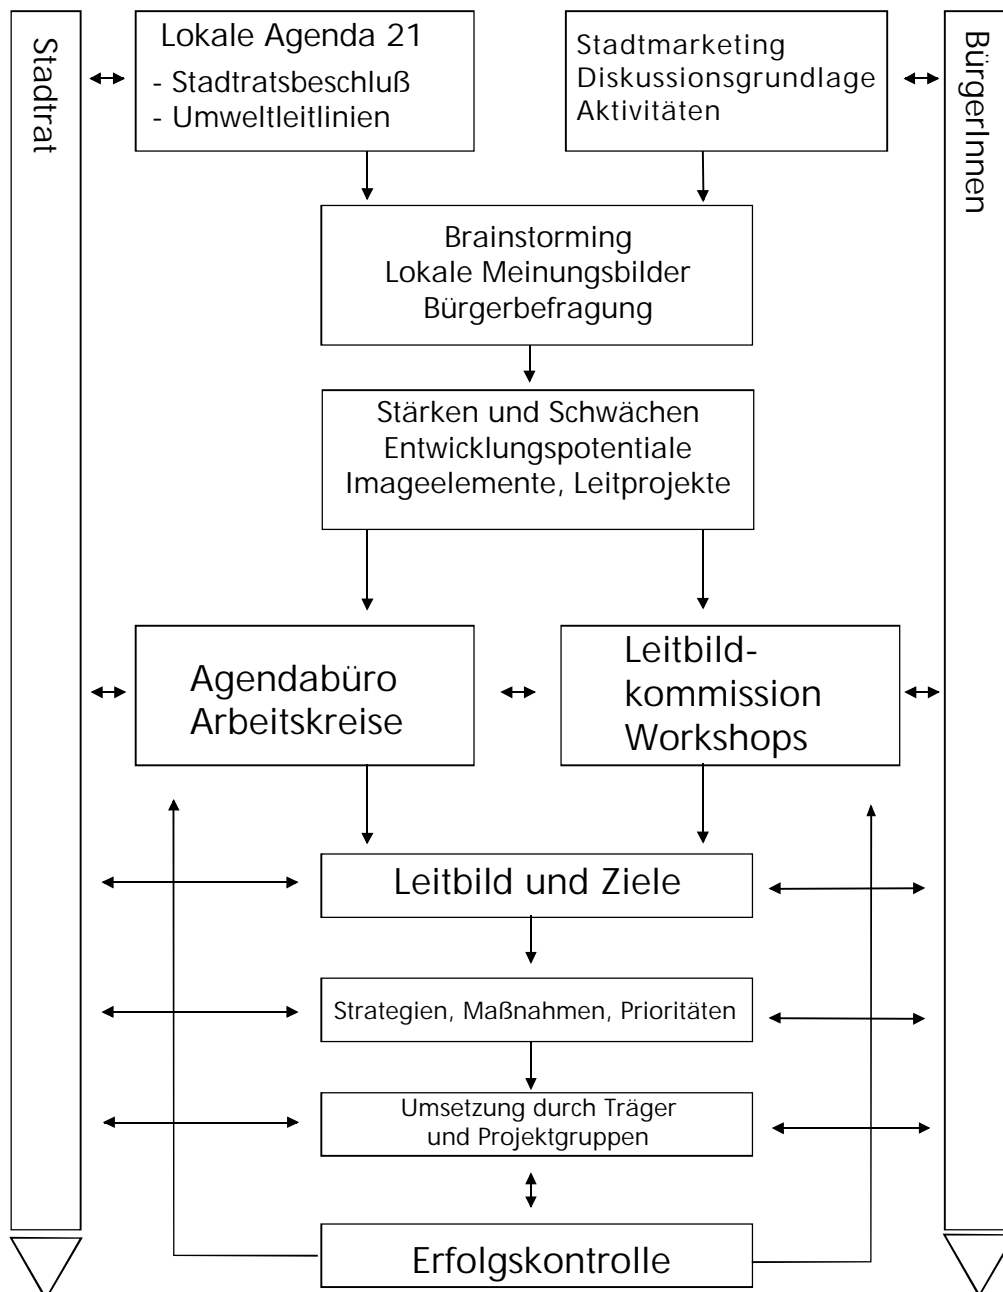 Stadtrat
Lokale Agenda 21
- Stadtratsbeschluß
- Umweltleitlinien
Stadtmarketing
Diskussionsgrundlage
Aktivitäten
BürgerInnen
Brainstorming
Lokale Meinungsbilder
Bürgerbefragung
Stärken und Schwächen
Entwicklungspotentiale
Imageelemente, Leitprojekte
Agendabüro
Arbeitskreise
Leitbild-
kommission
Workshops
Leitbild und Ziele
Strategien, Maßnahmen, Prioritäten
Umsetzung durch Träger
und Projektgruppen
Erfolgskontrolle